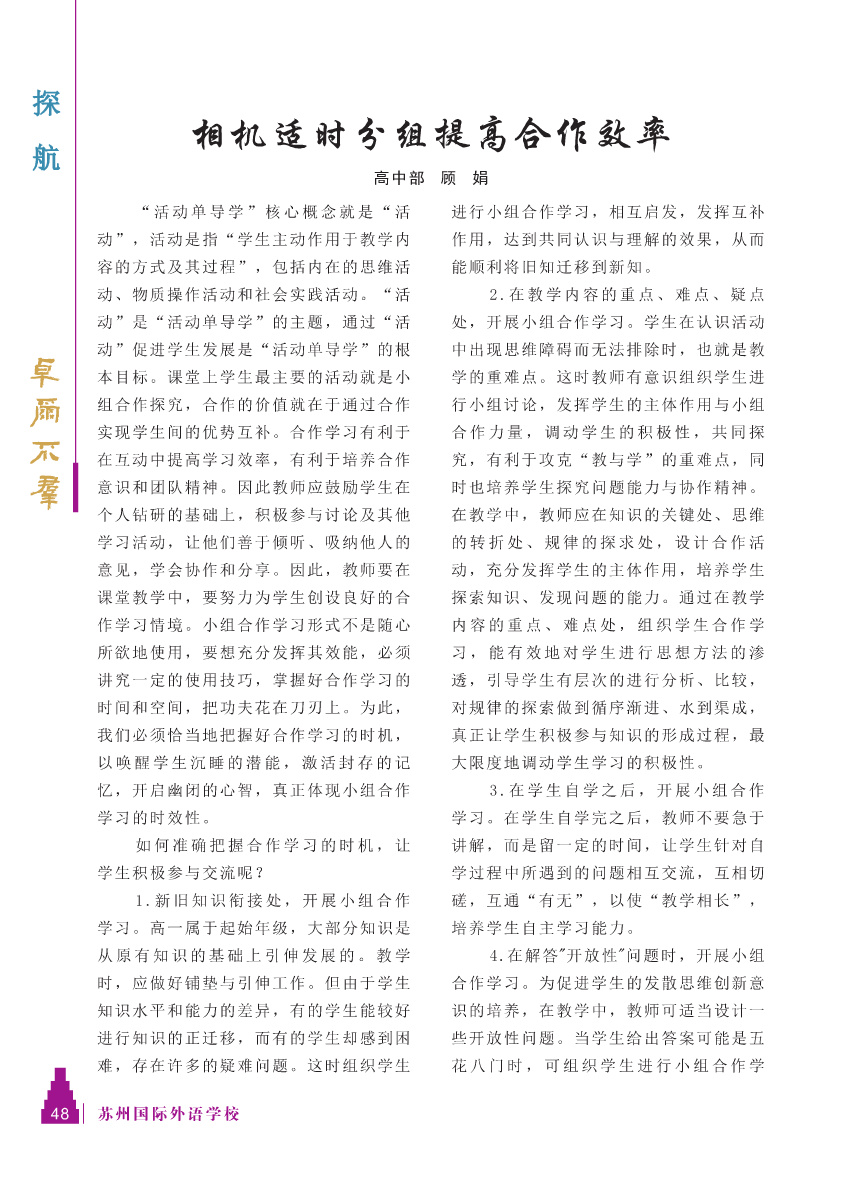 探
航
卓爾不羣
相机适时分组提高合作效率
高中部 顾 娟
“活动单导学”核心概念就是“活
动”，活动是指“学生主动作用于教学内
容的方式及其过程”，包括内在的思维活
动、物质操作活动和社会实践活动。“活
动”是“活动单导学”的主题，通过“活
动”促进学生发展是“活动单导学”的根
本目标。课堂上学生最主要的活动就是小
组合作探究，合作的价值就在于通过合作
实现学生间的优势互补。合作学习有利于
在互动中提高学习效率，有利于培养合作
意识和团队精神。因此教师应鼓励学生在
个人钻研的基础上，积极参与讨论及其他
学习活动，让他们善于倾听、吸纳他人的
意见，学会协作和分享。因此，教师要在
课堂教学中，要努力为学生创设良好的合
作学习情境。小组合作学习形式不是随心
所欲地使用，要想充分发挥其效能，必须
讲究一定的使用技巧，掌握好合作学习的
时间和空间，把功夫花在刀刃上。为此，
我们必须恰当地把握好合作学习的时机，
以唤醒学生沉睡的潜能，激活封存的记
忆，开启幽闭的心智，真正体现小组合作
学习的时效性。
如何准确把握合作学习的时机，让
学生积极参与交流呢？
1.新旧知识衔接处，开展小组合作
学习。高一属于起始年级，大部分知识是
从原有知识的基础上引伸发展的。教学
时，应做好铺垫与引伸工作。但由于学生
知识水平和能力的差异，有的学生能较好
进行知识的正迁移，而有的学生却感到困
难，存在许多的疑难问题。这时组织学生
进行小组合作学习，相互启发，发挥互补
作用，达到共同认识与理解的效果，从而
能顺利将旧知迁移到新知。
2.在教学内容的重点、难点、疑点
处，开展小组合作学习。学生在认识活动
中出现思维障碍而无法排除时，也就是教
学的重难点。这时教师有意识组织学生进
行小组讨论，发挥学生的主体作用与小组
合作力量，调动学生的积极性，共同探
究，有利于攻克“教与学”的重难点，同
时也培养学生探究问题能力与协作精神。
在教学中，教师应在知识的关键处、思维
的转折处、规律的探求处，设计合作活
动，充分发挥学生的主体作用，培养学生
探索知识、发现问题的能力。通过在教学
内容的重点、难点处，组织学生合作学
习，能有效地对学生进行思想方法的渗
透，引导学生有层次的进行分析、比较，
对规律的探索做到循序渐进、水到渠成，
真正让学生积极参与知识的形成过程，最
大限度地调动学生学习的积极性。
3.在学生自学之后，开展小组合作
学习。在学生自学完之后，教师不要急于
讲解，而是留一定的时间，让学生针对自
学过程中所遇到的问题相互交流，互相切
磋，互通“有无”，以使“教学相长”，
培养学生自主学习能力。
4.在解答"开放性"问题时，开展小组
合作学习。为促进学生的发散思维创新意
识的培养，在教学中，教师可适当设计一
些开放性问题。当学生给出答案可能是五
花八门时，可组织学生进行小组合作学
48
苏州国际外语学校